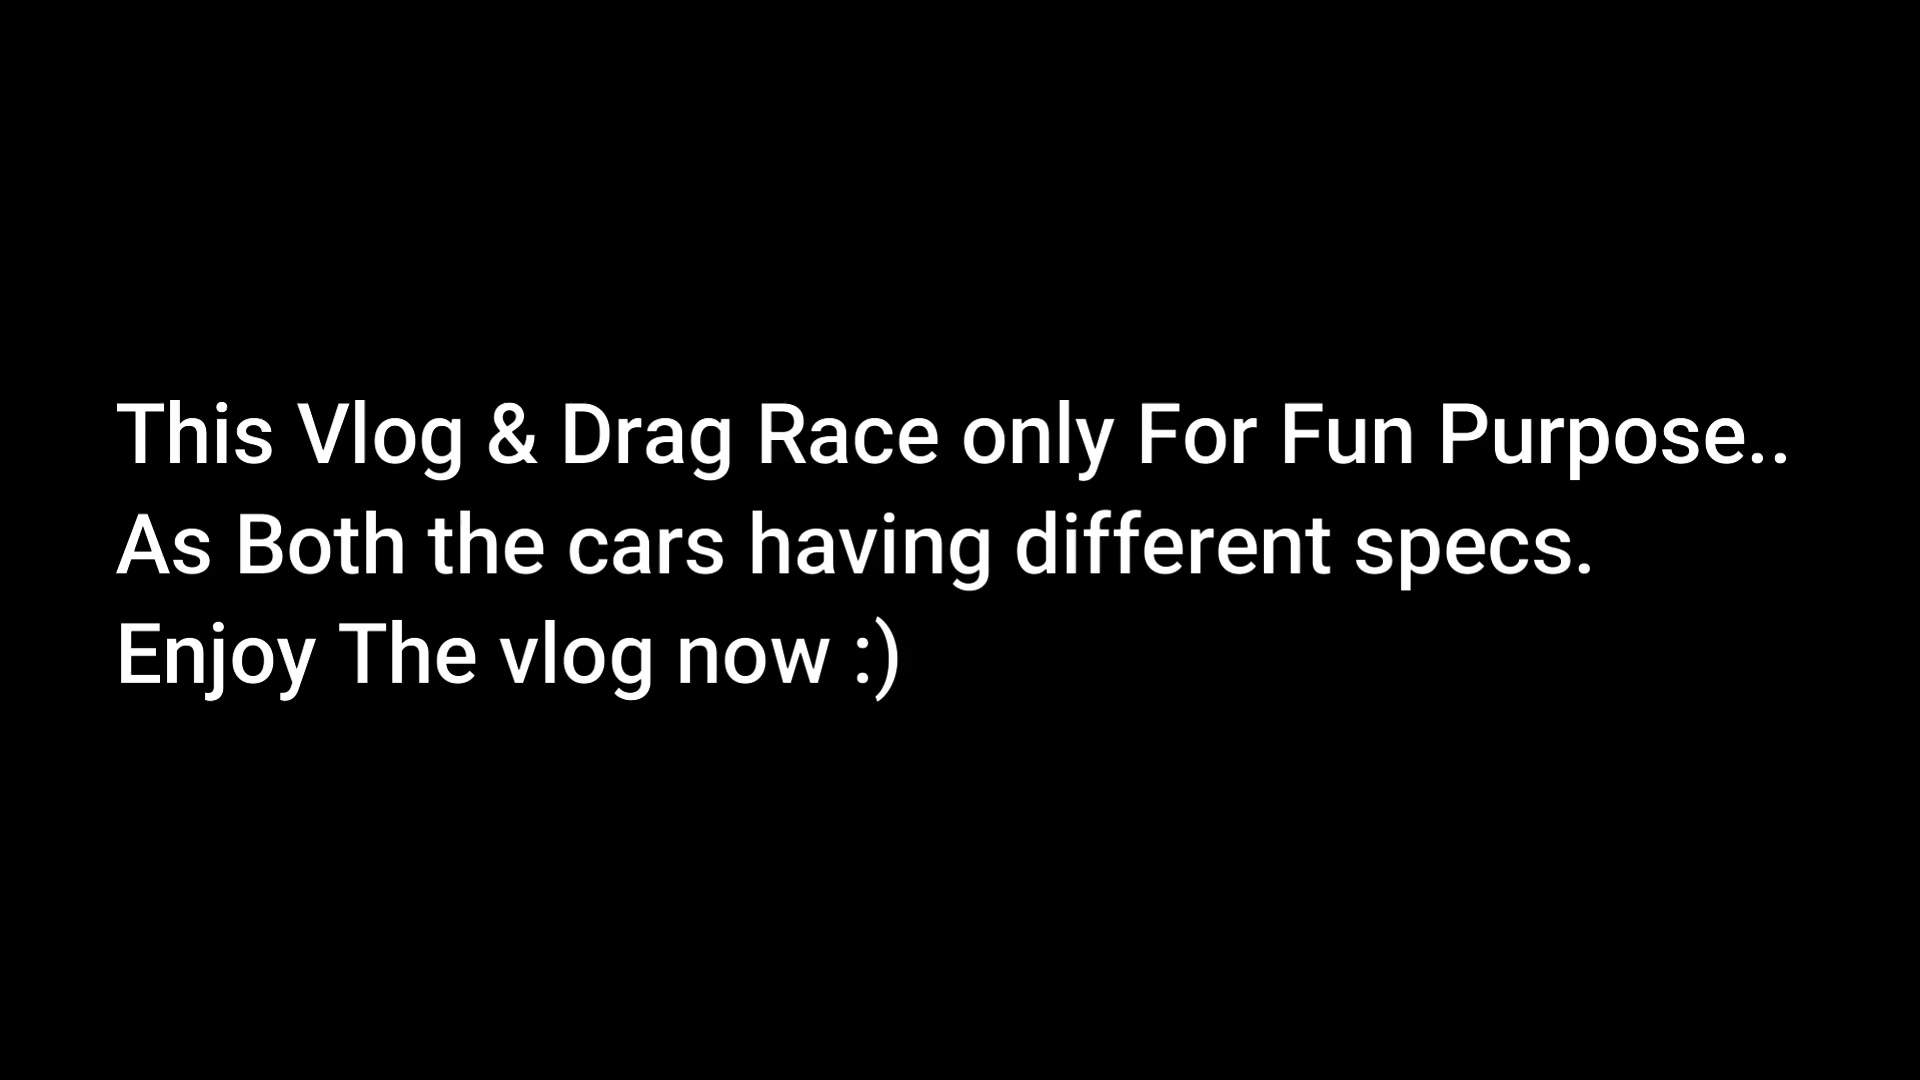 This Vlog & Drag Race only For Fun Purpose..
As Both the cars having different specs.
Enjoy The vlog now :)